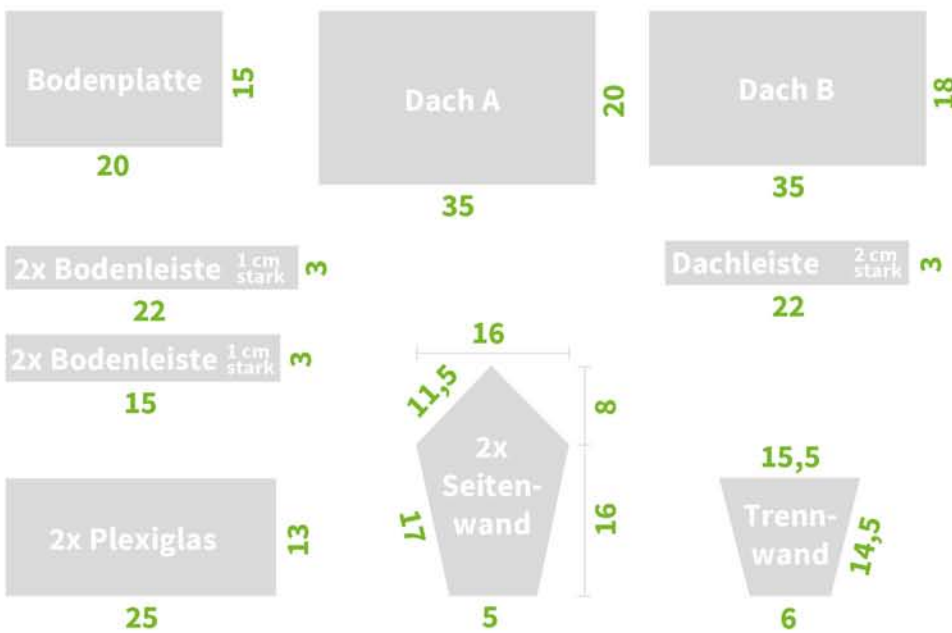 Bodenplatte
15
20
Dach A
20
35
Dach B
18
35
2x Bodenleiste 1 cm
stark
3
22
Dachleiste 2 cm
stark
3
22
2x Bodenleiste 1 cm
stark
3
15
16
11,5
8
2x
Seiten-
wand
17
16
5
2x Plexiglas
13
25
15,5
Trenn-
wand
14,5
6